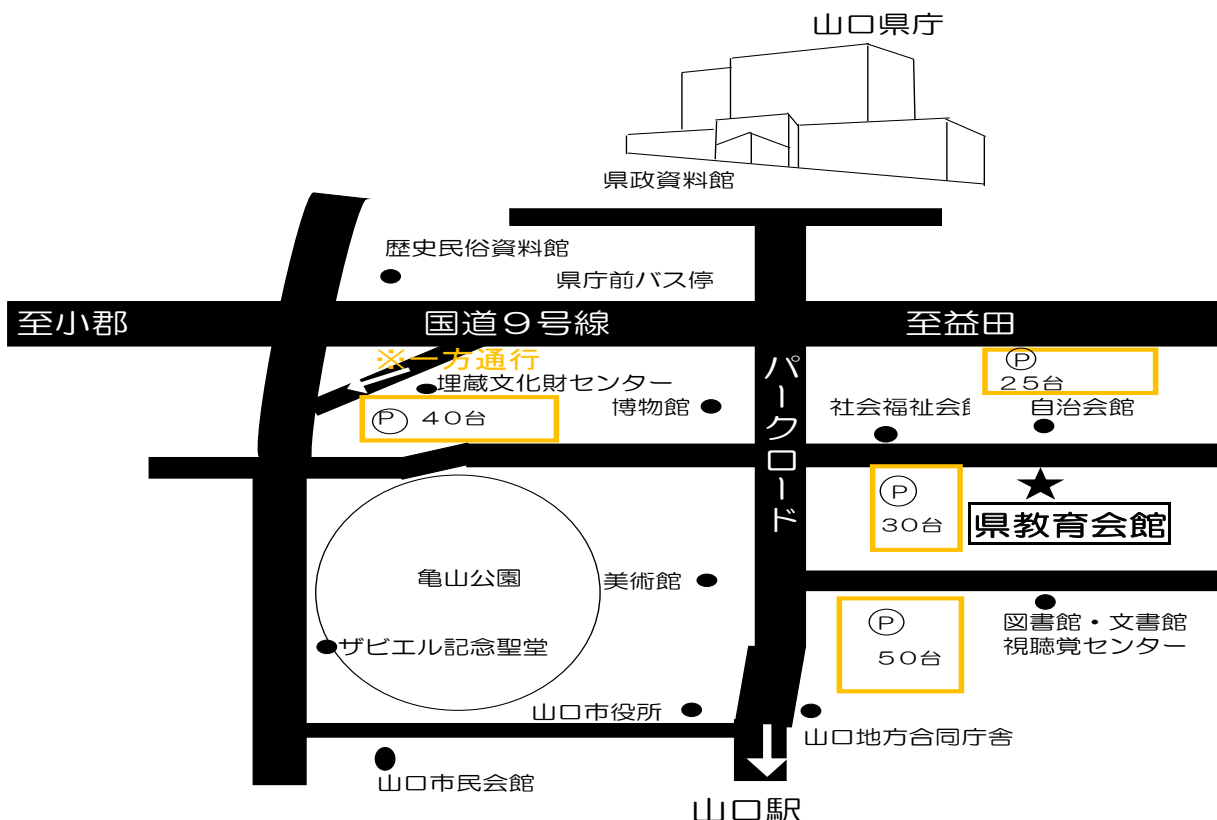 山口県庁
県政資料館
歴史民俗資料館
県庁前バス停
至小郡
国道9号線
至益田
※一方通行
埋蔵文化財センター
P 40台
博物館
パークロード
社会福祉会館
P
25台
自治会館
P
30台
県教育会館
亀山公園
美術館
ザビエル記念聖堂
P
50台
図書館・文書館
視聴覚センター
山口市役所
山口地方合同庁舎
山口市民会館
山口駅